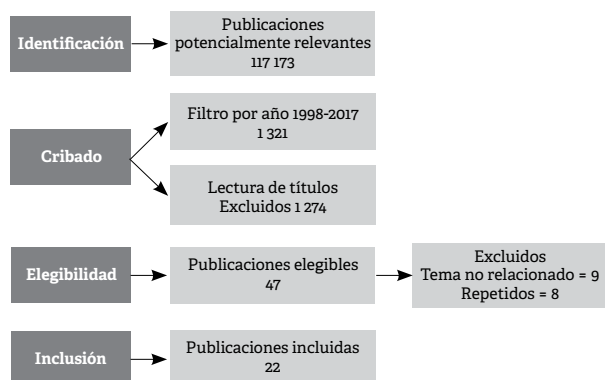 Identificación
Publicaciones
potencialmente relevantes
117 173
Cribado
Filtro por año 1998-2017
1 321
Lectura de títulos
Excluidos 1 274
Elegibilidad
Publicaciones elegibles
47
Excluidos
Tema no relacionado = 9
Repetidos = 8
Inclusión
Publicaciones incluidas
22